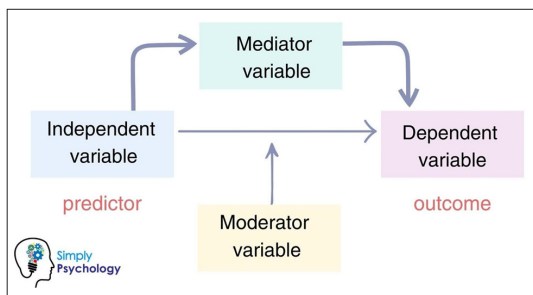 Mediator
variable
Independent
variable
Dependent
variable
predictor
outcome
Moderator
variable
Simply
Psychology